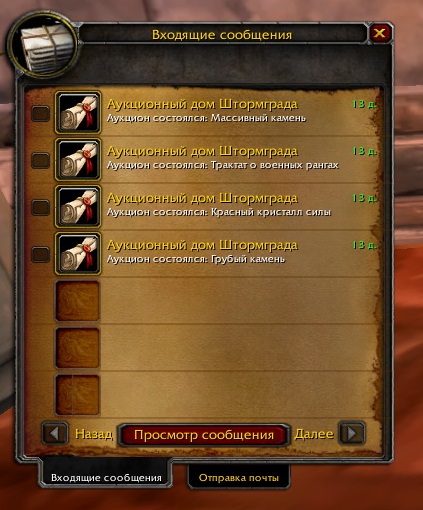 Входящие сообщения
Аукционный дом Штормграда 13 д.
Аукцион состоялся: Массивный камень
Аукционный дом Штормграда 13 д.
Аукцион состоялся: Трактат о военных рангах
Аукционный дом Штормграда 13 д.
Аукцион состоялся: Красный кристалл силы
Аукционный дом Штормграда 13 д.
Аукцион состоялся: Грубый камень
Назад Просмотр сообщения Далее
Входящие сообщения Отправка почты